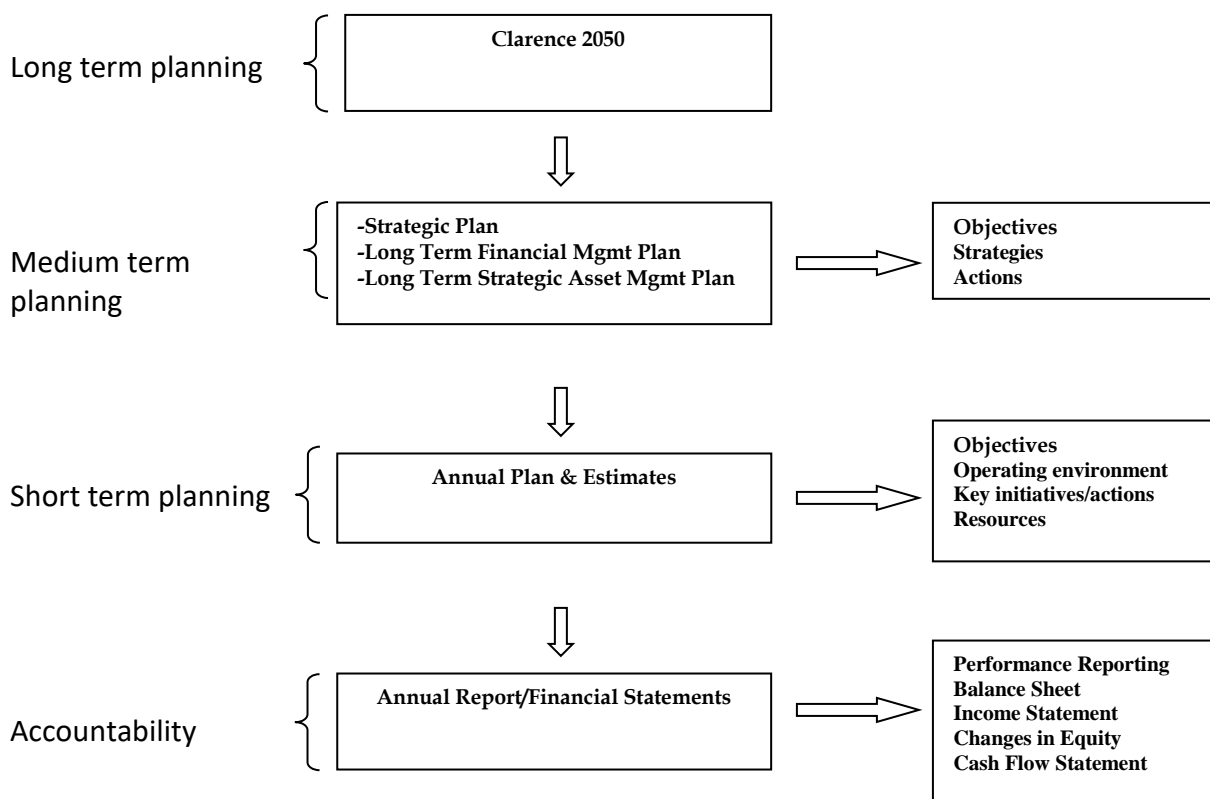 Long term planning
Clarence 2050
Medium term
planning
-Strategic Plan
-Long Term Financial Mgmt Plan
-Long Term Strategic Asset Mgmt Plan
Objectives
Strategies
Actions
Short term planning
Annual Plan & Estimates
Objectives
Operating environment
Key initiatives/actions
Resources
Accountability
Annual Report/Financial Statements
Performance Reporting
Balance Sheet
Income Statement
Changes in Equity
Cash Flow Statement